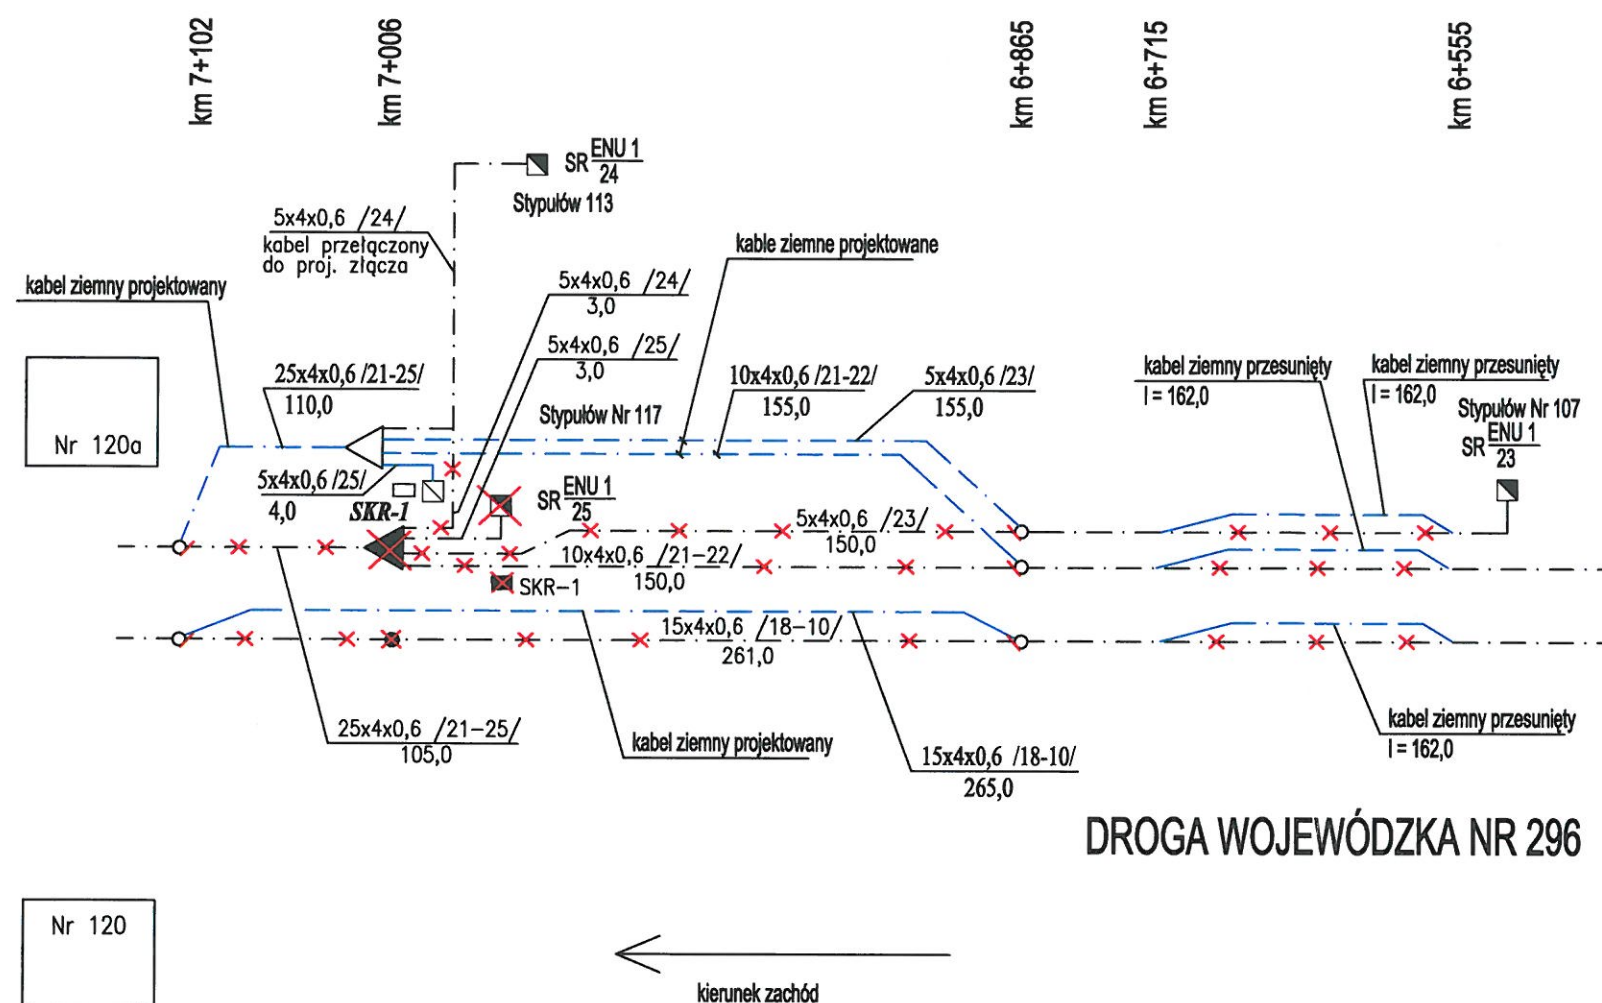 km 7+102
km 7+006
km 6+865
km 6+715
km 6+555
SR ENU 1
24
Stypułów 113
5x4x0,6 /24/
kabel przełączony
do proj. złącza
kable ziemne projektowane
kabel ziemny projektowany
5x4x0,6 /24/
3,0
5x4x0,6 /25/
3,0
kabel ziemny przesunięty
l = 162,0
kabel ziemny przesunięty
l = 162,0
25x4x0,6 /21-25/
110,0
10x4x0,6 /21-22/
155,0
5x4x0,6 /23/
155,0
Stypułów Nr 117
Stypułów Nr 107
SR ENU 1
23
Nr 120a
5x4x0,6 /25/
4,0
SKR-1
SR ENU 1
25
5x4x0,6 /23/
150,0
10x4x0,6 /21-22/
150,0
SKR-1
15x4x0,6 /18-10/
261,0
25x4x0,6 /21-25/
105,0
kabel ziemny projektowany
15x4x0,6 /18-10/
265,0
kabel ziemny przesunięty
l = 162,0
DROGA WOJEWÓDZKA NR 296
Nr 120
kierunek zachód